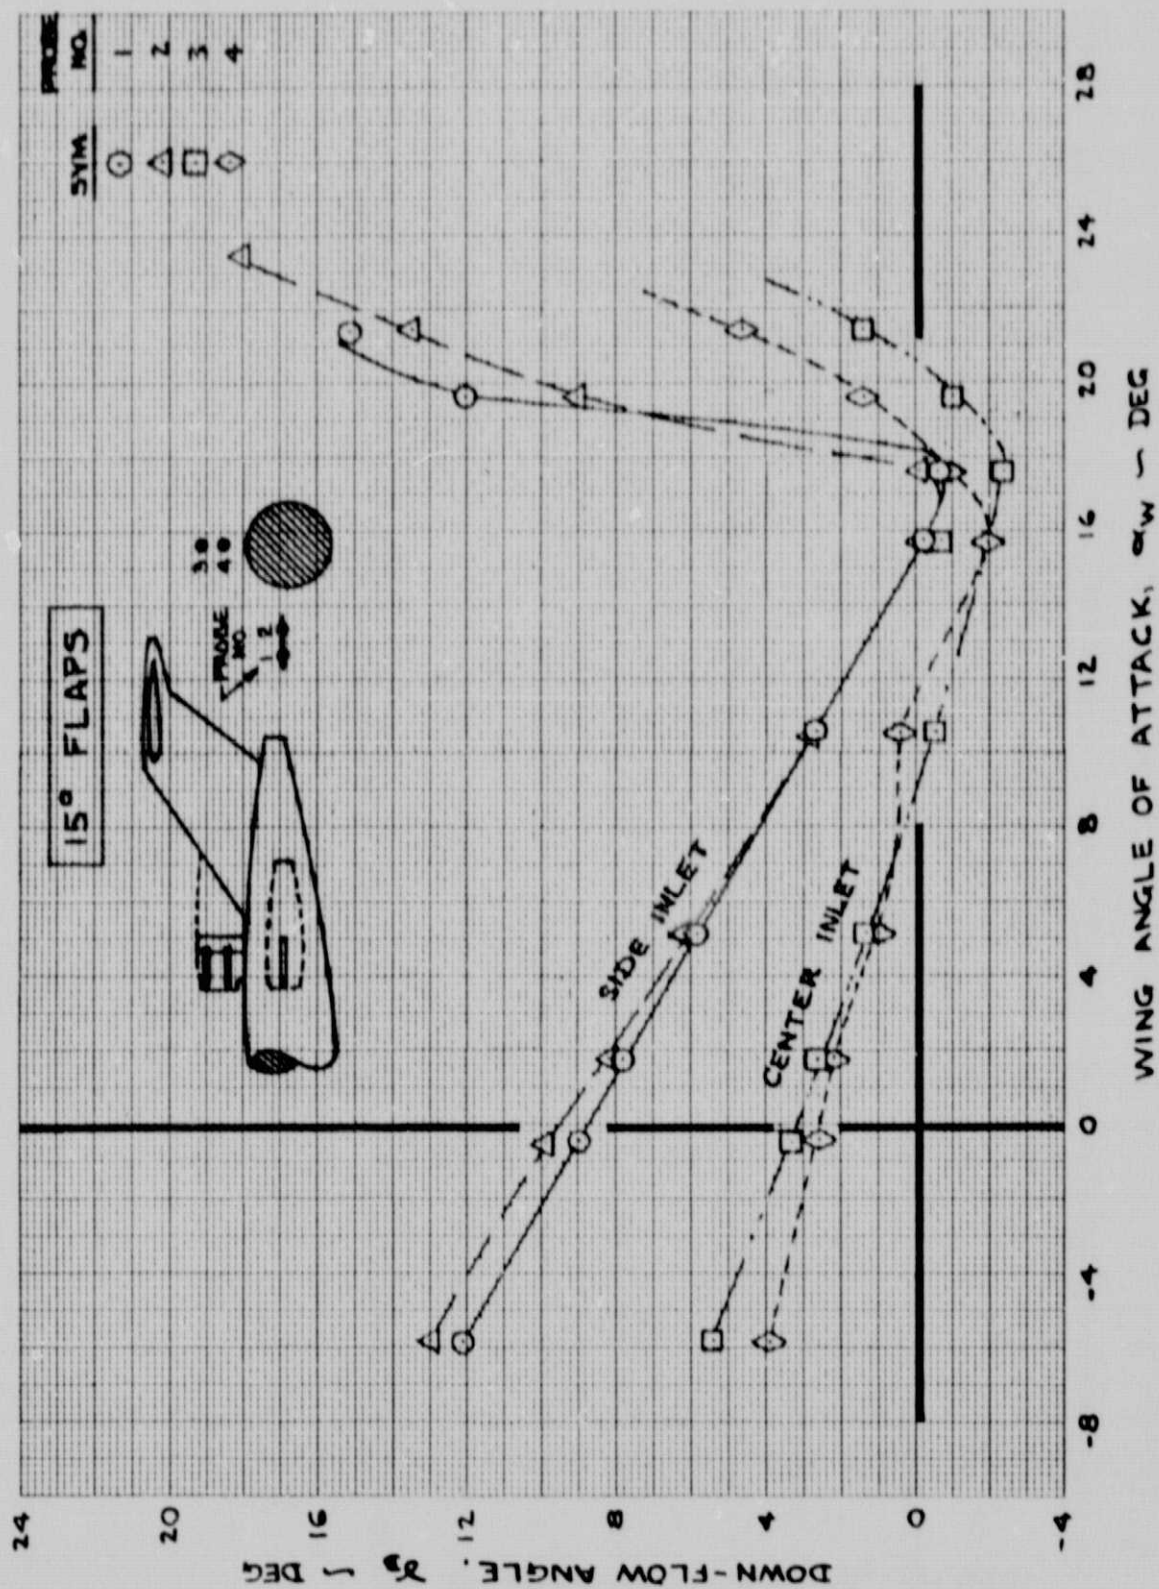 15° FLAPS
SYM PROBE NO.
1
2
3
4
PROBE NO.
1 2
3
4
SIDE INLET
CENTER INLET
24
20
16
12
8
4
0
-4
DOWN-FLOW ANGLE. ~ DEG
-8 -4 0 4 8 12 16 20 24 28
WING ANGLE OF ATTACK, αw ~ DEG